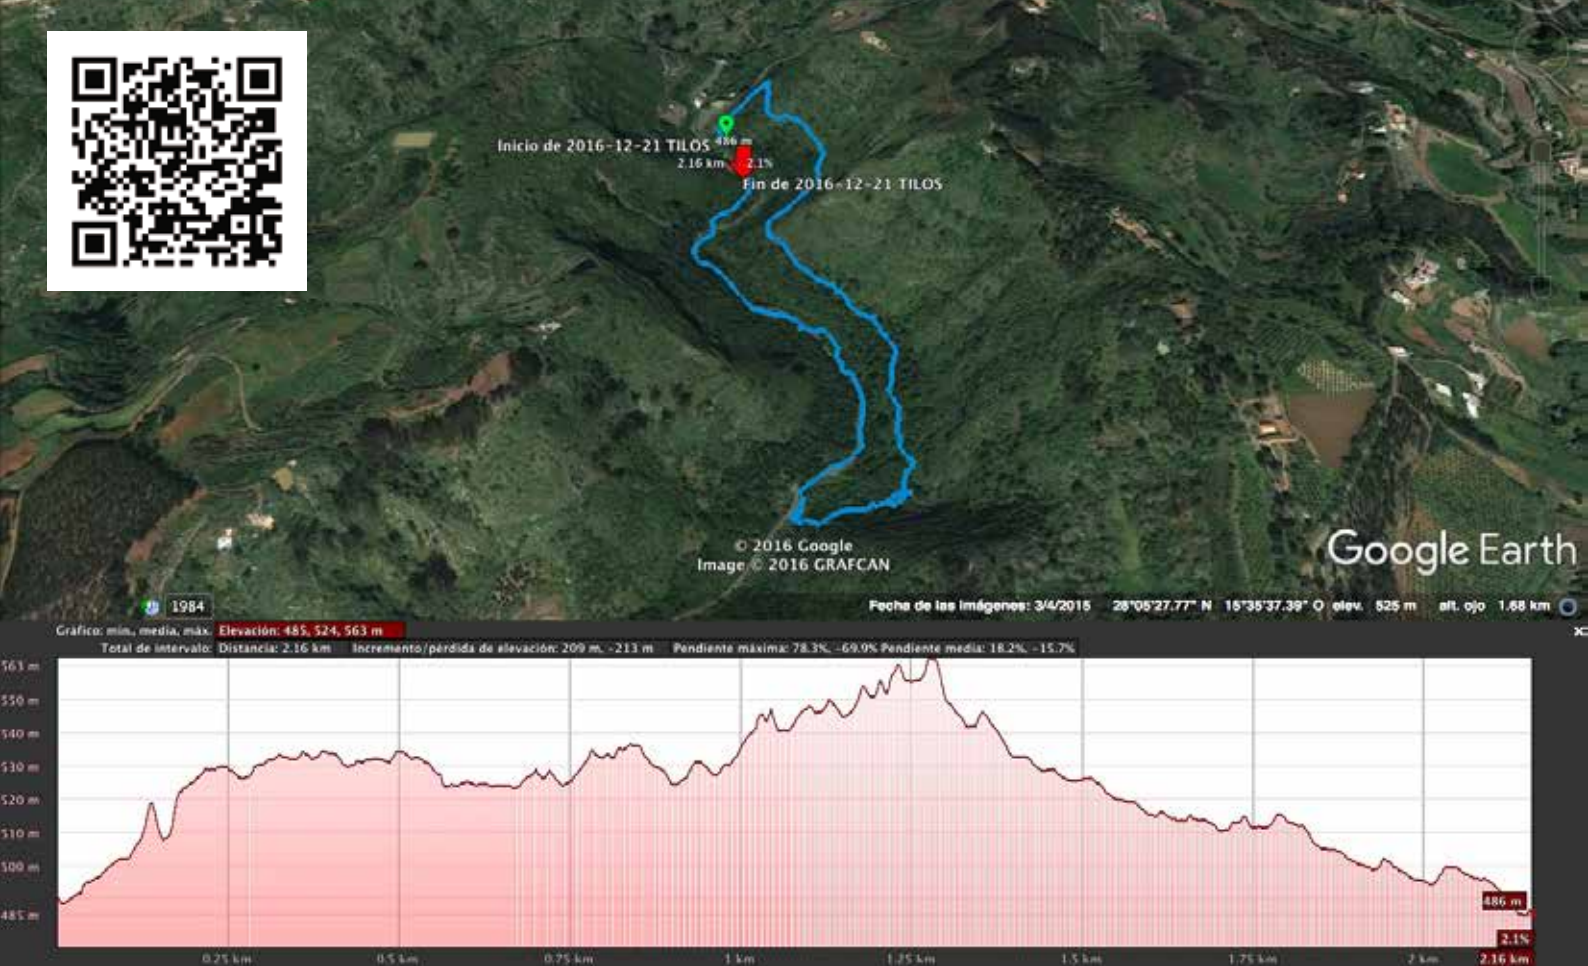 Inicio de 2016-12-21 TILOS
486 m
2.16 km
2.1%
Fin de 2016-12-21 TILOS
© 2016 Google
Image © 2016 GRAFCAN
Google Earth
1984
Fecha de las imágenes: 3/4/2015 28°05'27.77" N 15°35'37.39" O elev. 525 m alt. ojo 1.68 km
Gráfico: min., media, máx. Elevación: 485, 524, 563 m
Total de intervalo: Distancia: 2.16 km Incremento/pérdida de elevación: 209 m, -213 m Pendiente máxima: 78.3%, -69.9% Pendiente media: 18.2%, -15.7%
563 m
550 m
540 m
530 m
520 m
510 m
500 m
485 m
486 m
2.1%
0.25 km 0.5 km 0.75 km 1 km 1.25 km 1.5 km 1.75 km 2 km 2.16 km